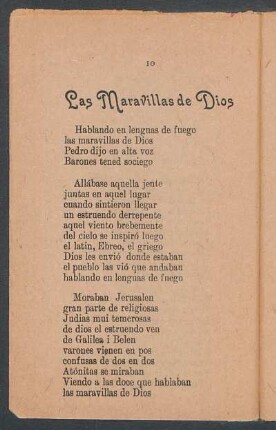 10
Las Maravillas de Dios
Hablando en lenguas de fuego
las maravillas de Dios
Pedro dijo en alta voz
Barones tened sociego
Allábase aquella jente
juntas en aquel lugar
cuando sintieron llegar
un estruendo derrepente
aquel viento brebemente
del cielo se inspiró luego
el latin, Ebreo, el griego
Dios les envió donde estaban
el pueblo las vió que andaban
hablando en lenguas de fuego
Moraban Jerusalen
gran parte de religiosas
Judias mui temerosas
de dios el estruendo ven
de Galilea i Belen
varones vienen en pos
confusas de dos en dos
Atónitas se miraban
Viendo a las doce que hablaban
las maravillas de Dios